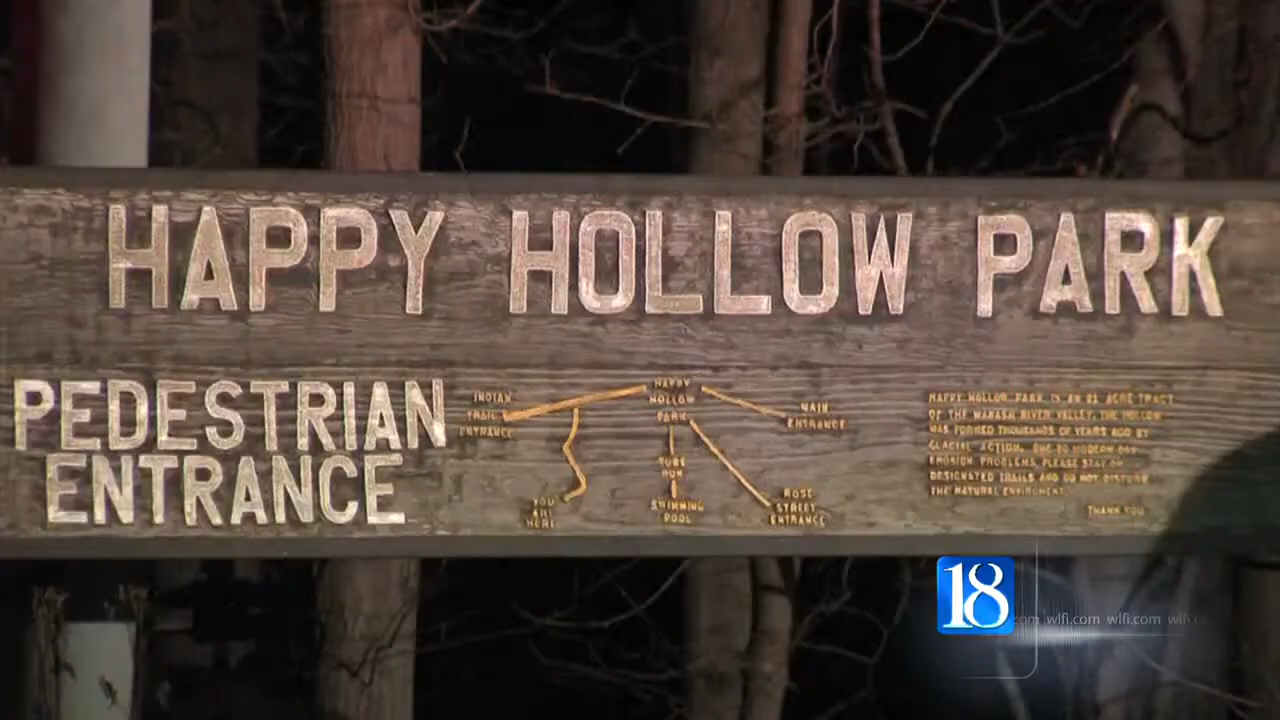 HAPPY HOLLOW PARK
PEDESTRIAN
ENTRANCE
INDIAN
TRAIL
ENTRANCE
HAPPY
HOLLOW
PARK
MAIN
ENTRANCE
TUBE
RUN
SWIMMING
POOL
ROSE
STREET
ENTRANCE
YOU
ARE
HERE
HAPPY HOLLOW PARK IS AN 81 ACRE TRACT
OF THE WABASH RIVER VALLEY. THE HOLLOW
WAS FORMED THOUSANDS OF YEARS AGO BY
GLACIAL ACTION. DUE TO MODERN DAY
EROSION PROBLEMS, PLEASE STAY ON
DESIGNATED TRAILS AND DO NOT DISTURB
THE NATURAL ENVIRONMENT.
THANK YOU
18
.com wlfi.com wlfi.com wlfi.c